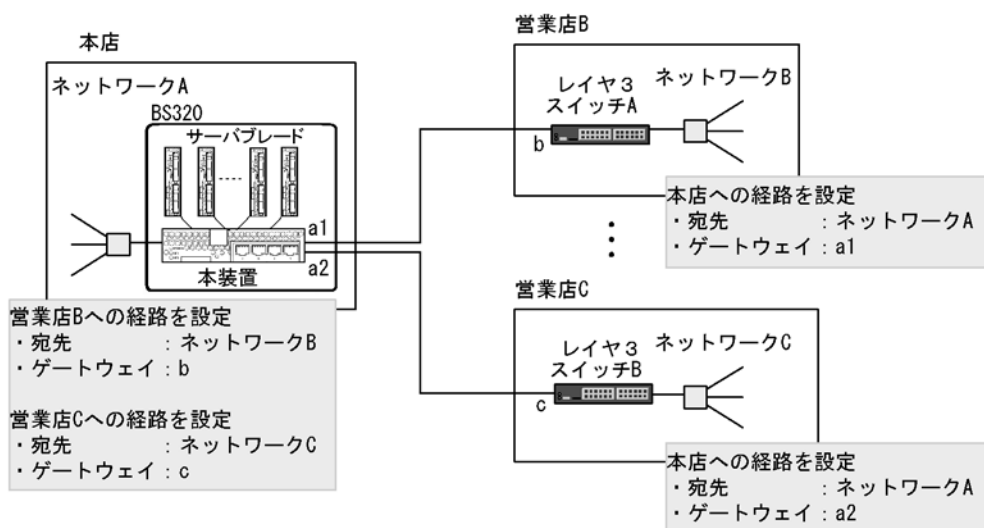 本店
ネットワークA
BS320
サーバブレード
a1
a2
本装置
営業店Bへの経路を設定
・宛先 :ネットワークB
・ゲートウェイ:b
営業店Cへの経路を設定
・宛先 :ネットワークC
・ゲートウェイ:c
営業店B
レイヤ3
スイッチA
ネットワークB
b
本店への経路を設定
・宛先 :ネットワークA
・ゲートウェイ:a1
営業店C
レイヤ3
スイッチB
ネットワークC
c
本店への経路を設定
・宛先 :ネットワークA
・ゲートウェイ:a2